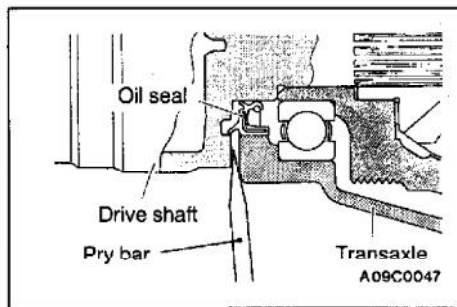 Oil seal
Drive shaft
Pry bar
Transaxle
A09C0047